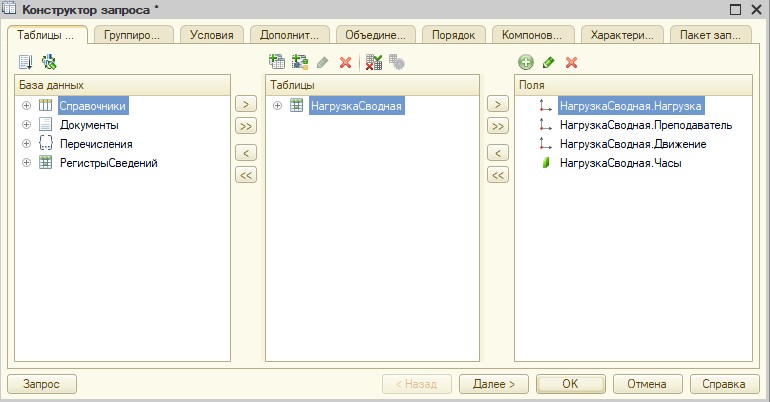 Конструктор запроса *
Таблицы ... Группиро... Условия Дополнит... Объедине... Порядок Компонов... Характери... Пакет зап...
База данных
Справочники
Документы
Перечисления
РегистрыСведений
>
>>
<
<<
Таблицы
НагрузкаСводная
>
>>
<
<<
Поля
НагрузкаСводная.Нагрузка
НагрузкаСводная.Преподаватель
НагрузкаСводная.Движение
НагрузкаСводная.Часы
Запрос < Назад Далее > OK Отмена Справка